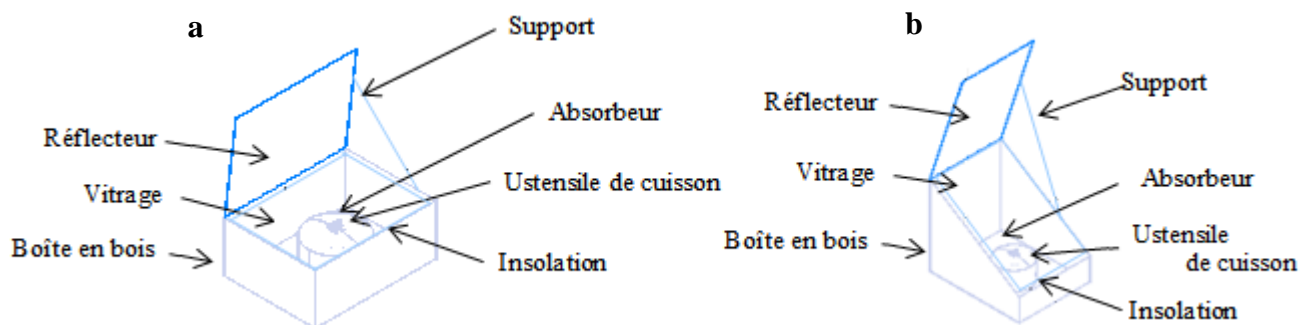 a
Support
Absorbeur
Réflecteur
Vitrage
Ustensile de cuisson
Boîte en bois
Insolation
b
Support
Réflecteur
Vitrage
Absorbeur
Boîte en bois
Ustensile
de cuisson
Insolation